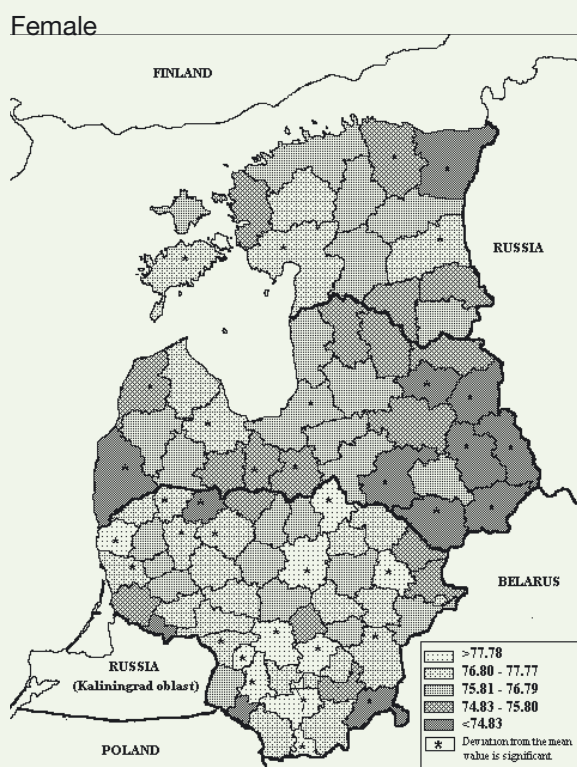 Female
FINLAND
RUSSIA
BELARUS
RUSSIA
(Kaliningrad oblast)
POLAND
>77.78
76.80 - 77.77
75.81 - 76.79
74.83 - 75.80
<74.83
* Deviation from the mean
value is significant